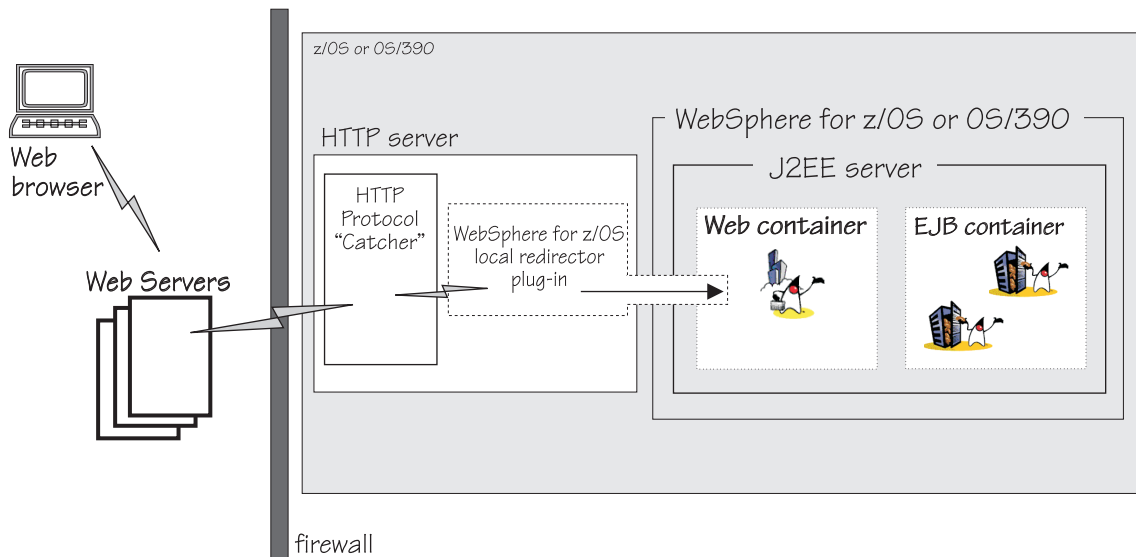 z/OS or OS/390
Web
browser
Web Servers
HTTP server
HTTP
Protocol
“Catcher”
WebSphere for z/OS
local redirector
plug-in
WebSphere for z/OS or OS/390
J2EE server
Web container
EJB container
firewall